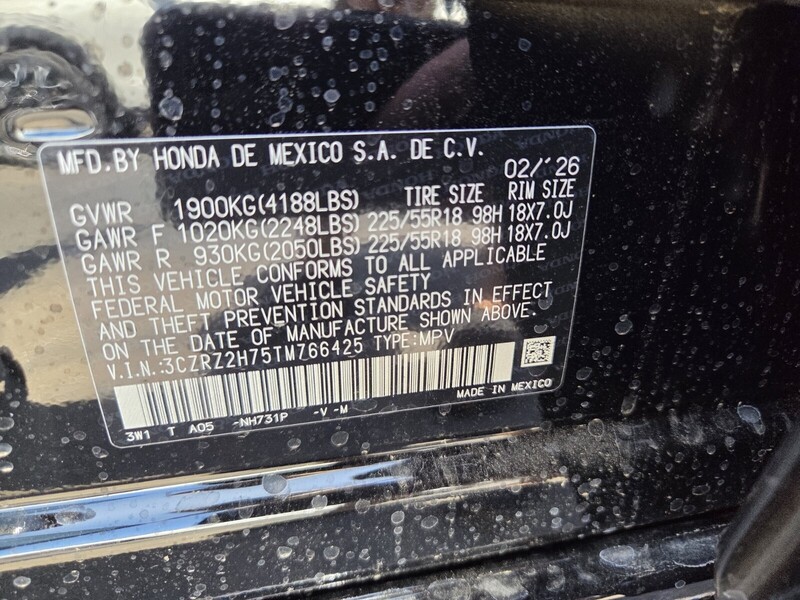 MFD.BY HONDA DE MEXICO S.A. DE C.V.
02/'26
GVWR 1900KG(4188LBS) TIRE SIZE RIM SIZE
GAWR F 1020KG(2248LBS) 225/55R18 98H 18X7.0J
GAWR R 930KG(2050LBS) 225/55R18 98H 18X7.0J
THIS VEHICLE CONFORMS TO ALL APPLICABLE
FEDERAL MOTOR VEHICLE SAFETY
AND THEFT PREVENTION STANDARDS IN EFFECT
ON THE DATE OF MANUFACTURE SHOWN ABOVE.
V.I.N.:3CZRZ2H75TM766425 TYPE:MPV
MADE IN MEXICO
3W1 T A05 -NH731P -V -M